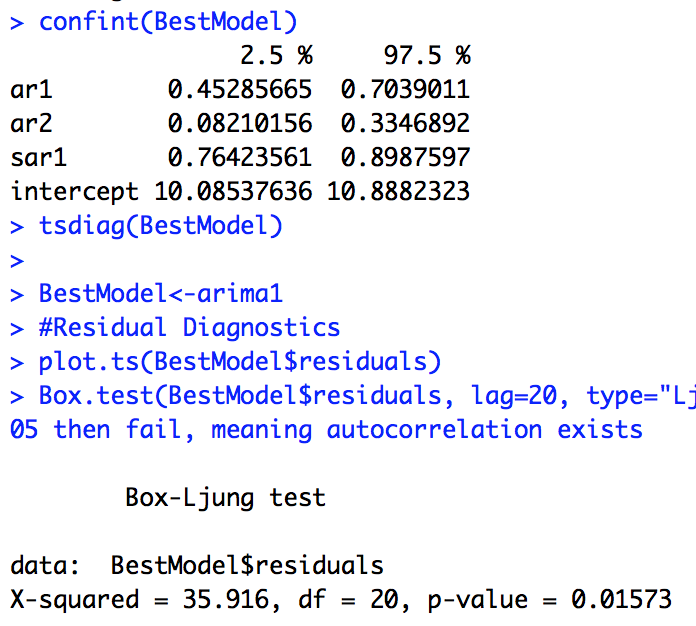 > confint(BestModel)
2.5 % 97.5 %
ar1 0.45285665 0.7039011
ar2 0.08210156 0.3346892
sar1 0.76423561 0.8987597
intercept 10.08537636 10.8882323
> tsdiag(BestModel)
>
> BestModel<-arima1
> #Residual Diagnostics
> plot.ts(BestModel$residuals)
> Box.test(BestModel$residuals, lag=20, type="Lj
05 then fail, meaning autocorrelation exists
Box-Ljung test
data: BestModel$residuals
X-squared = 35.916, df = 20, p-value = 0.01573